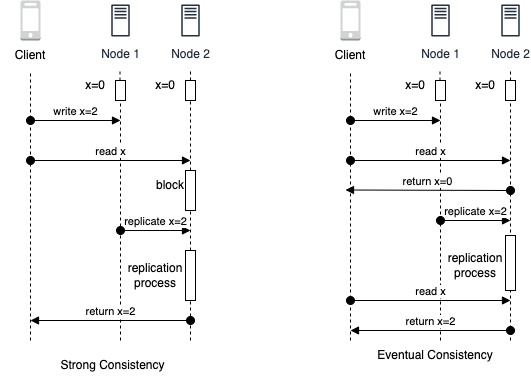 Client
Node 1
Node 2
x=0
x=0
write x=2
read x
block
replicate x=2
replication
process
return x=2
Strong Consistency
Client
Node 1
Node 2
x=0
x=0
write x=2
read x
return x=0
replicate x=2
replication
process
read x
return x=2
Eventual Consistency